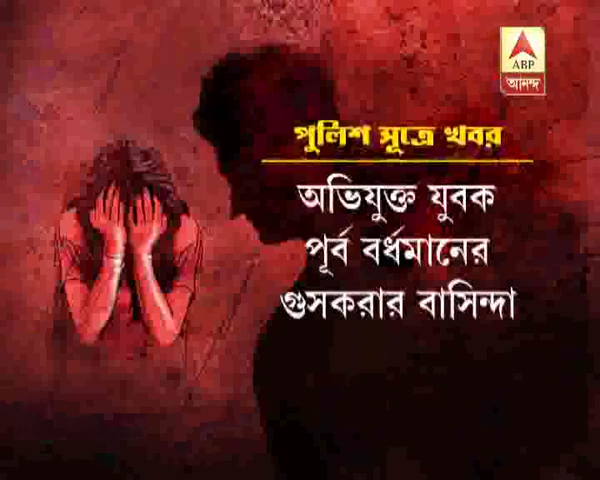 ABP
আনন্দ
পুলিশ সূত্রে খবর
অভিযুক্ত যুবক
পূর্ব বর্ধমানের
গুসকরার বাসিন্দা